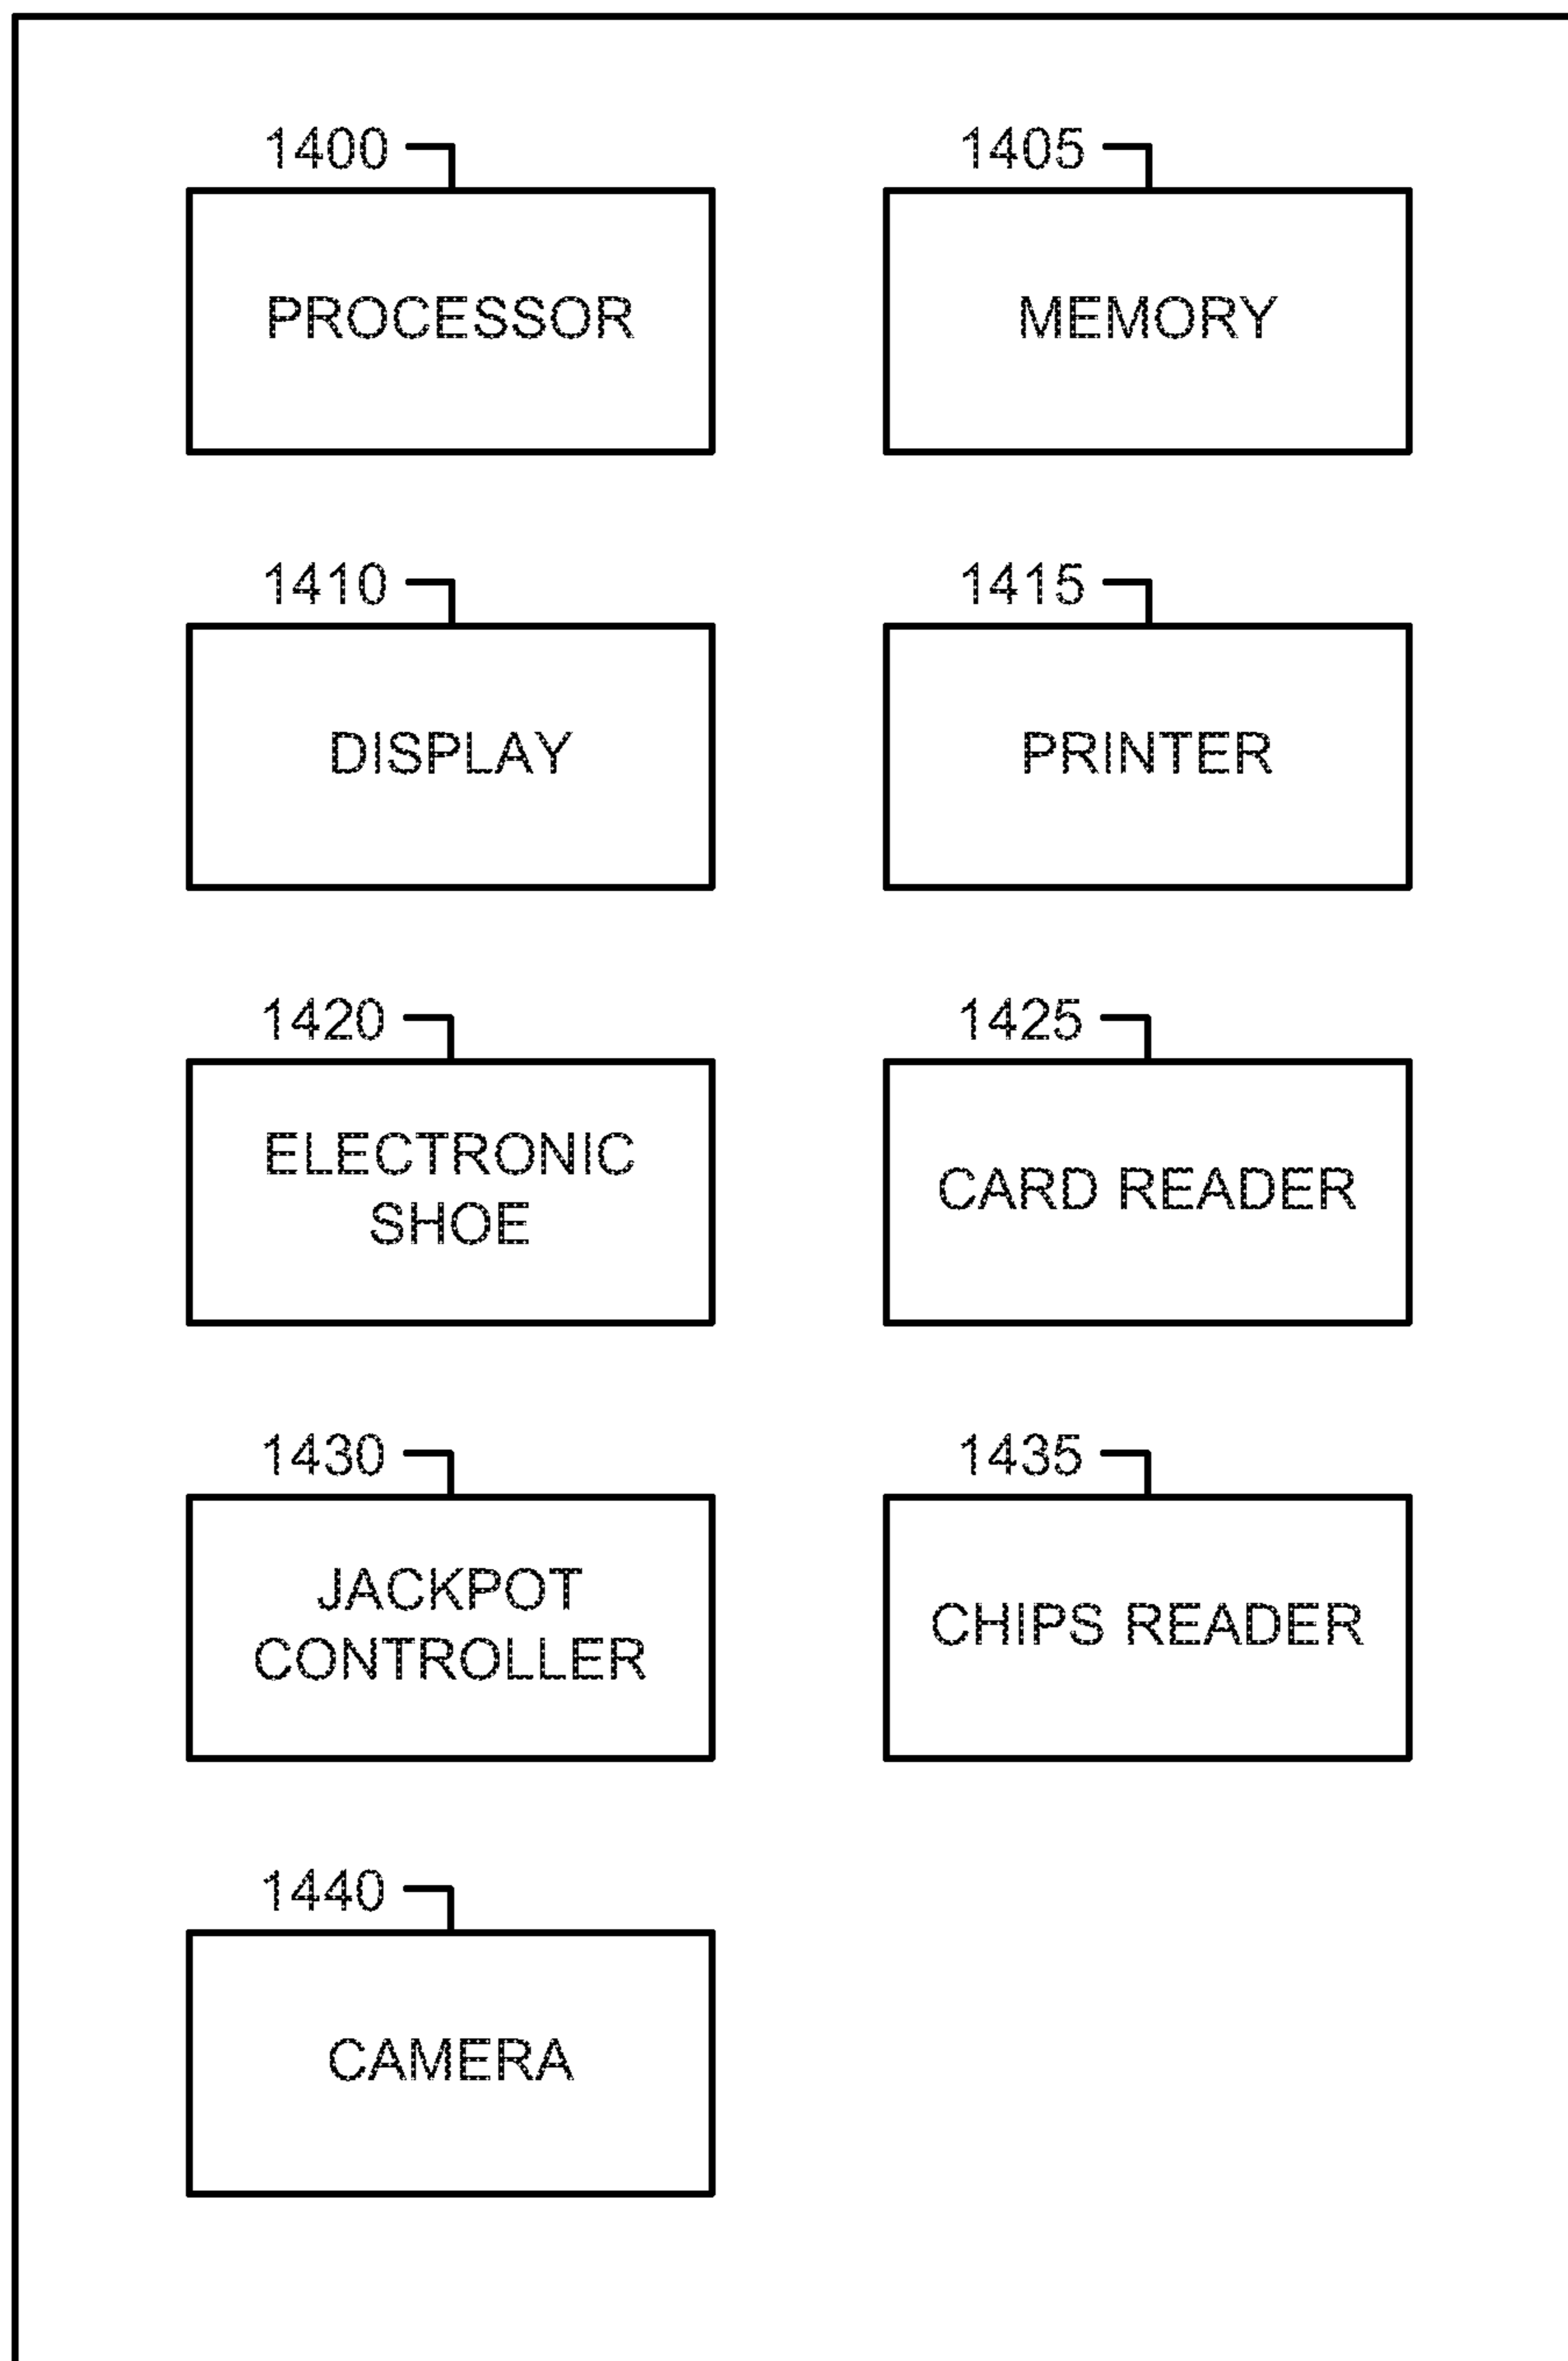 1400
1405
PROCESSOR
MEMORY
1410
1415
DISPLAY
PRINTER
1420
1425
ELECTRONIC
SHOE
CARD READER
1430
1435
JACKPOT
CONTROLLER
CHIPS READER
1440
CAMERA